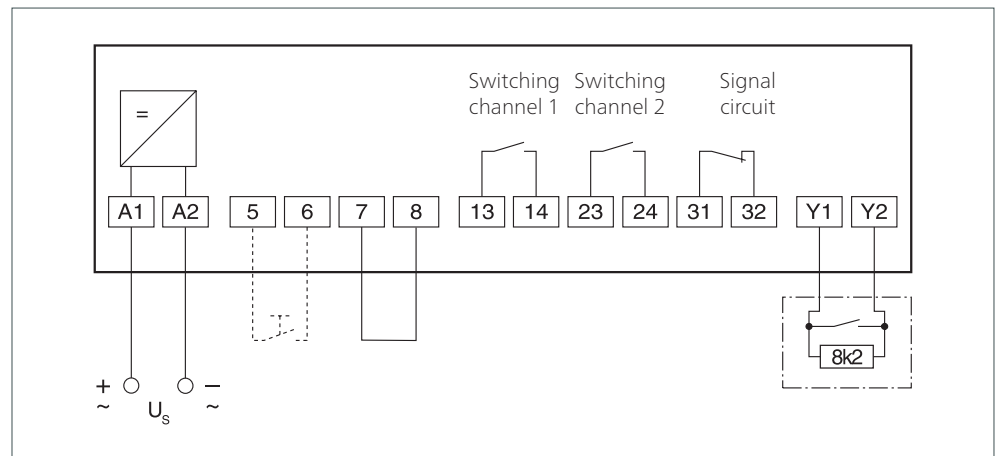 Switching channel 1
Switching channel 2
Signal circuit
=
A1 A2 5 6 7 8 13 14 23 24 31 32 Y1 Y2
8k2
+ −
~ US ~